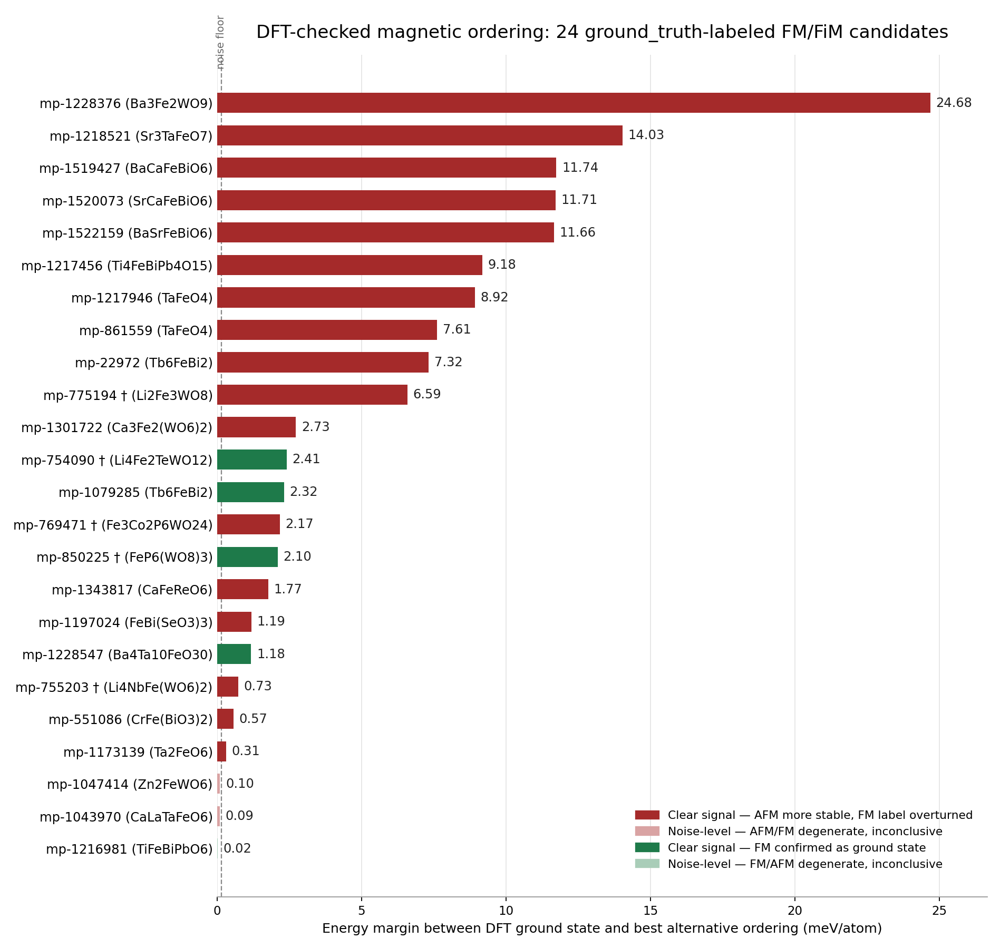 noise floor
DFT-checked magnetic ordering: 24 ground_truth-labeled FM/FiM candidates
mp-1228376 (Ba3Fe2WO9) 24.68
mp-1218521 (Sr3TaFeO7) 14.03
mp-1519427 (BaCaFeBiO6) 11.74
mp-1520073 (SrCaFeBiO6) 11.71
mp-1522159 (BaSrFeBiO6) 11.66
mp-1217456 (Ti4FeBiPb4O15) 9.18
mp-1217946 (TaFeO4) 8.92
mp-861559 (TaFeO4) 7.61
mp-22972 (Tb6FeBi2) 7.32
mp-775194 † (Li2Fe3WO8) 6.59
mp-1301722 (Ca3Fe2(WO6)2) 2.73
mp-754090 † (Li4Fe2TeWO12) 2.41
mp-1079285 (Tb6FeBi2) 2.32
mp-769471 † (Fe3Co2P6WO24) 2.17
mp-850225 † (FeP6(WO8)3) 2.10
mp-1343817 (CaFeReO6) 1.77
mp-1197024 (FeBi(SeO3)3) 1.19
mp-1228547 (Ba4Ta10FeO30) 1.18
mp-755203 † (Li4NbFe(WO6)2) 0.73
mp-551086 (CrFe(BiO3)2) 0.57
mp-1173139 (Ta2FeO6) 0.31
mp-1047414 (Zn2FeWO6) 0.10
mp-1043970 (CaLaTaFeO6) 0.09
mp-1216981 (TiFeBiPbO6) 0.02
Clear signal — AFM more stable, FM label overturned
Noise-level — AFM/FM degenerate, inconclusive
Clear signal — FM confirmed as ground state
Noise-level — FM/AFM degenerate, inconclusive
0 5 10 15 20 25
Energy margin between DFT ground state and best alternative ordering (meV/atom)